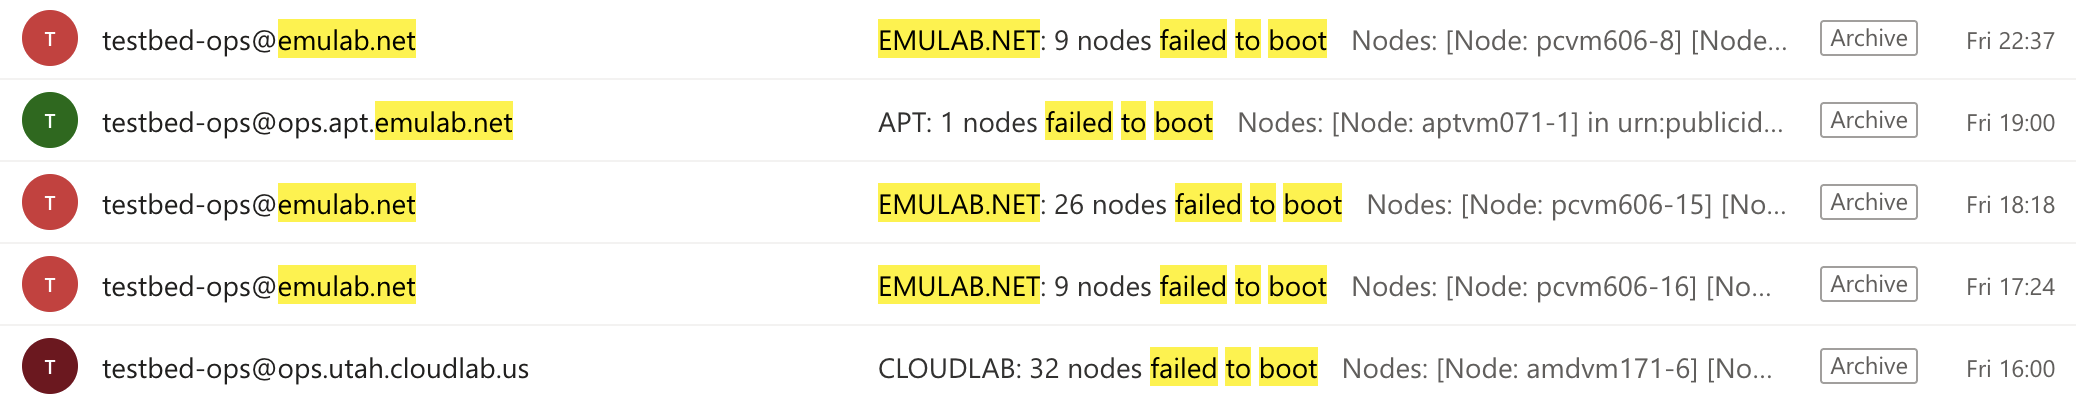 T testbed-ops@emulab.net EMULAB.NET: 9 nodes failed to boot Nodes: [Node: pcvm606-8] [Node... Archive Fri 22:37
T testbed-ops@ops.apt.emulab.net APT: 1 nodes failed to boot Nodes: [Node: aptvm071-1] in urn:publicid... Archive Fri 19:00
T testbed-ops@emulab.net EMULAB.NET: 26 nodes failed to boot Nodes: [Node: pcvm606-15] [No... Archive Fri 18:18
T testbed-ops@emulab.net EMULAB.NET: 9 nodes failed to boot Nodes: [Node: pcvm606-16] [No... Archive Fri 17:24
T testbed-ops@ops.utah.cloudlab.us CLOUDLAB: 32 nodes failed to boot Nodes: [Node: amdvm171-6] [No... Archive Fri 16:00